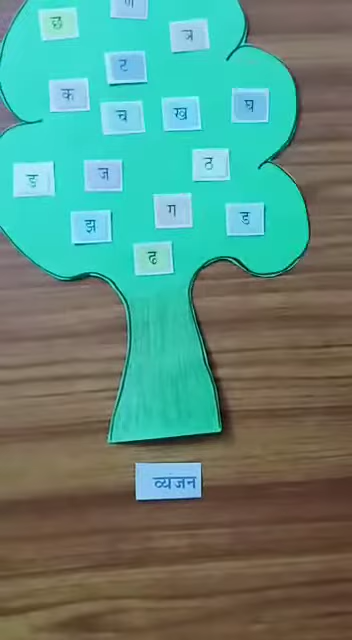 ण
छ
त्र
ट
क
च
ख
घ
ठ
ज
ड
ग
झ
ड
ढ
व्यंजन